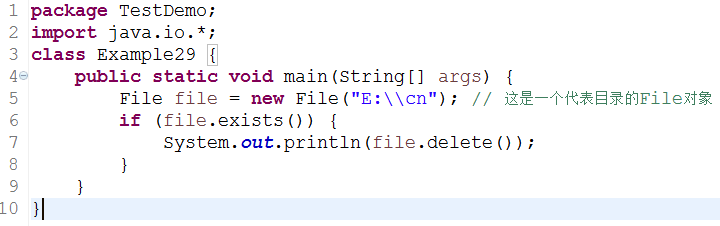 1 package TestDemo;
2 import java.io.*;
3 class Example29 {
4     public static void main(String[] args) {
5         File file = new File("E:\\cn"); // 这是一个代表目录的File对象
6         if (file.exists()) {
7             System.out.println(file.delete());
8         }
9     }
10 }